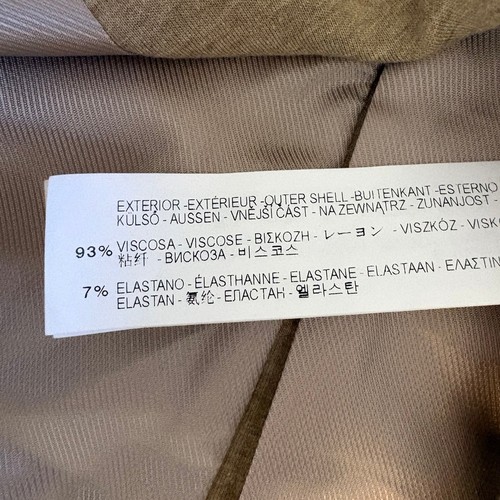 EXTERIOR -EXTÉRIEUR -OUTER SHELL -BUITENKANT -ESTERNO
KÜLSŐ - AUSSEN - VNĚJŠÍ ČÁST - NA ZEWNĄTRZ - ZUNANJOST -
93% VISCOSA - VISCOSE - ΒΙΣΚΟΖΗ - レーヨン - VISZKÓZ - VISK
粘纤 - ВИСКОЗА - 비스코스
7% ELASTANO - ÉLASTHANNE - ELASTANE - ELASTAAN - ΕΛΑΣΤΙΝ
ELASTAN - 氨纶 - ЕЛАСТАН - 엘라스탄